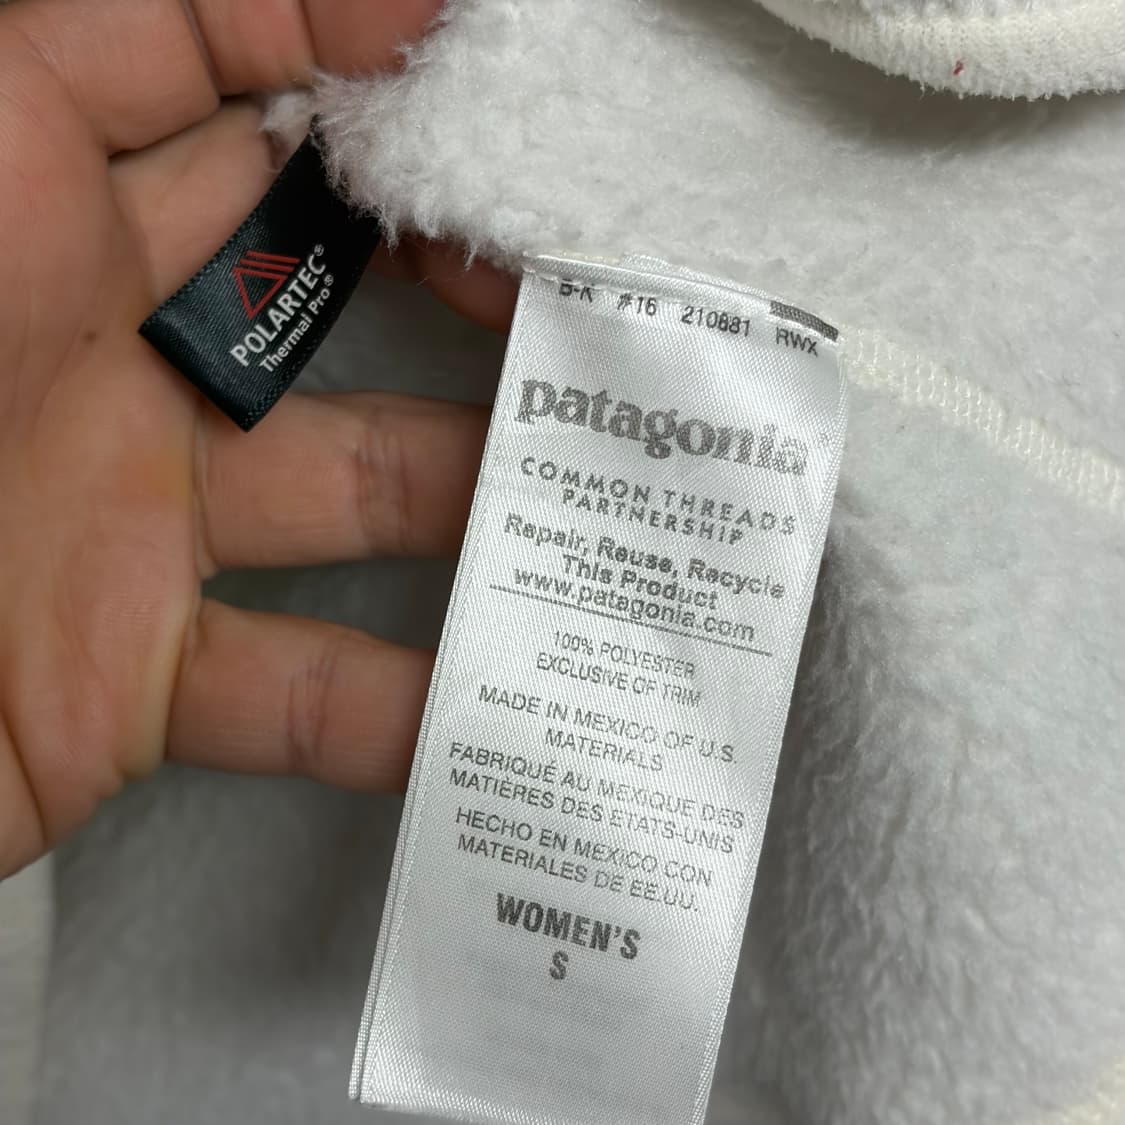 POLARTEC®
Thermal Pro®
B-K #16 210881 RWX
patagonia®
COMMON THREADS
PARTNERSHIP
Repair, Reuse, Recycle
This Product
www.patagonia.com
100% POLYESTER
EXCLUSIVE OF TRIM
MADE IN MEXICO OF U.S.
MATERIALS
FABRIQUÉ AU MEXIQUE DES
MATIÈRES DES ETATS-UNIS
HECHO EN MEXICO CON
MATERIALES DE EE.UU.
WOMEN'S
S